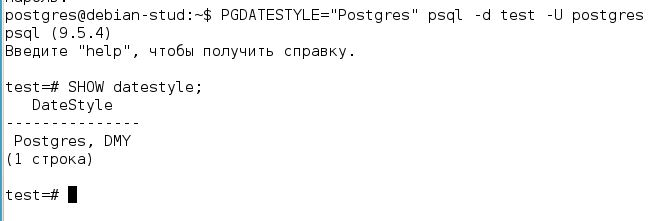 postgres@debian-stud:~$ PGDATESTYLE="Postgres" psql -d test -U postgres
psql (9.5.4)
Введите "help", чтобы получить справку.
test=# SHOW datestyle;
DateStyle
---------------
Postgres, DMY
(1 строка)
test=#